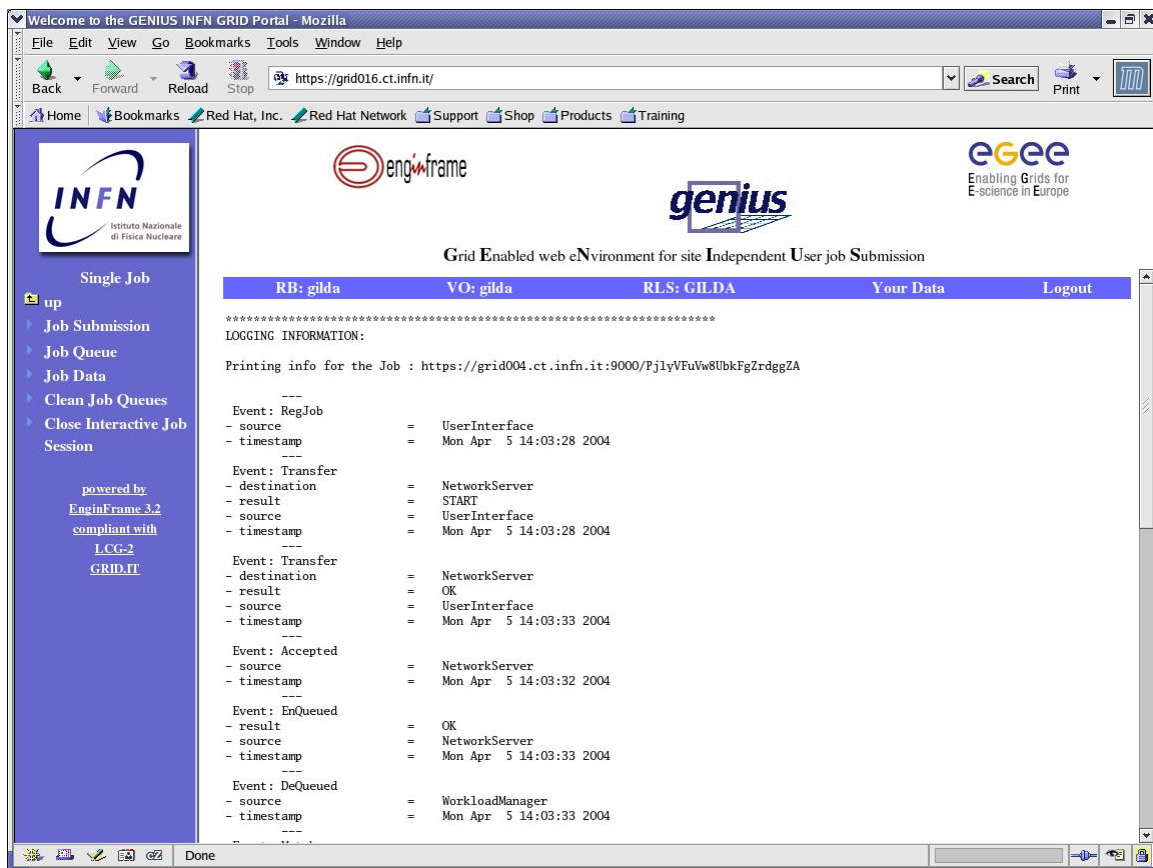 Welcome to the GENIUS INFN GRID Portal - Mozilla
File Edit View Go Bookmarks Tools Window Help
Back Forward Reload Stop https://grid016.ct.infn.it/ Search Print
Home Bookmarks Red Hat, Inc. Red Hat Network Support Shop Products Training
INFN
Istituto Nazionale
di Fisica Nucleare
enginframe
genius
egee
Enabling Grids for
E-science in Europe
Grid Enabled web eNvironment for site Independent User job Submission
Single Job
up
Job Submission
Job Queue
Job Data
Clean Job Queues
Close Interactive Job
Session
powered by
EnginFrame 3.2
compliant with
LCG-2
GRID.IT
RB: gilda VO: gilda RLS: GILDA Your Data Logout
**********************************************************************
LOGGING INFORMATION:
Printing info for the Job : https://grid004.ct.infn.it:9000/PjlyVFuVw8UbkFgZrdggZA
---
Event: RegJob
- source = UserInterface
- timestamp = Mon Apr 5 14:03:28 2004
---
Event: Transfer
- destination = NetworkServer
- result = START
- source = UserInterface
- timestamp = Mon Apr 5 14:03:28 2004
---
Event: Transfer
- destination = NetworkServer
- result = OK
- source = UserInterface
- timestamp = Mon Apr 5 14:03:33 2004
---
Event: Accepted
- source = NetworkServer
- timestamp = Mon Apr 5 14:03:32 2004
---
Event: EnQueued
- result = OK
- source = NetworkServer
- timestamp = Mon Apr 5 14:03:33 2004
---
Event: DeQueued
- source = WorkloadManager
- timestamp = Mon Apr 5 14:03:33 2004
---
Done